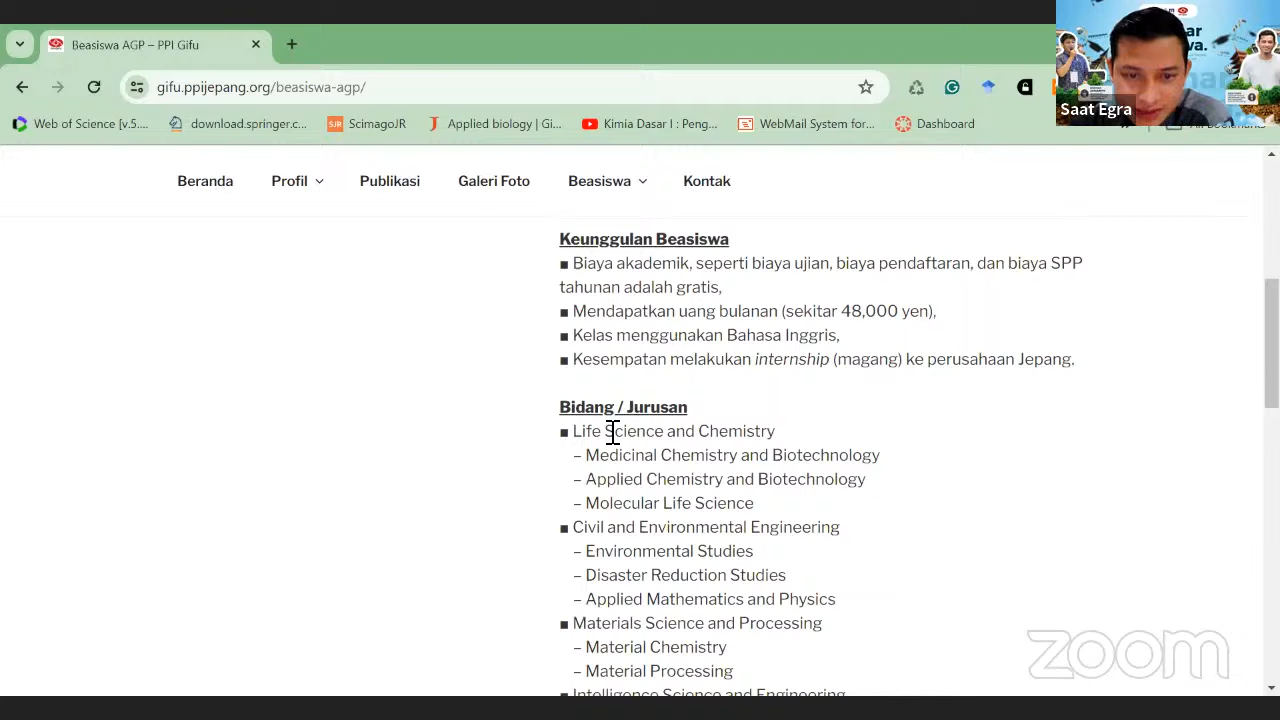 Beasiswa AGP – PPI Gifu
gifu.ppijepang.org/beasiswa-agp/
Web of Science [v.5.... download.springer.c... SJR ScimagoJR Applied biology | Gi... Kimia Dasar I : Peng... WebMail System for... Dashboard
Saat Egra
Beranda Profil Publikasi Galeri Foto Beasiswa Kontak
Keunggulan Beasiswa
■ Biaya akademik, seperti biaya ujian, biaya pendaftaran, dan biaya SPP
tahunan adalah gratis,
■ Mendapatkan uang bulanan (sekitar 48,000 yen),
■ Kelas menggunakan Bahasa Inggris,
■ Kesempatan melakukan internship (magang) ke perusahaan Jepang.
Bidang / Jurusan
■ Life Science and Chemistry
– Medicinal Chemistry and Biotechnology
– Applied Chemistry and Biotechnology
– Molecular Life Science
■ Civil and Environmental Engineering
– Environmental Studies
– Disaster Reduction Studies
– Applied Mathematics and Physics
■ Materials Science and Processing
– Material Chemistry
– Material Processing
■ Intelligence Science and Engineering
zoom